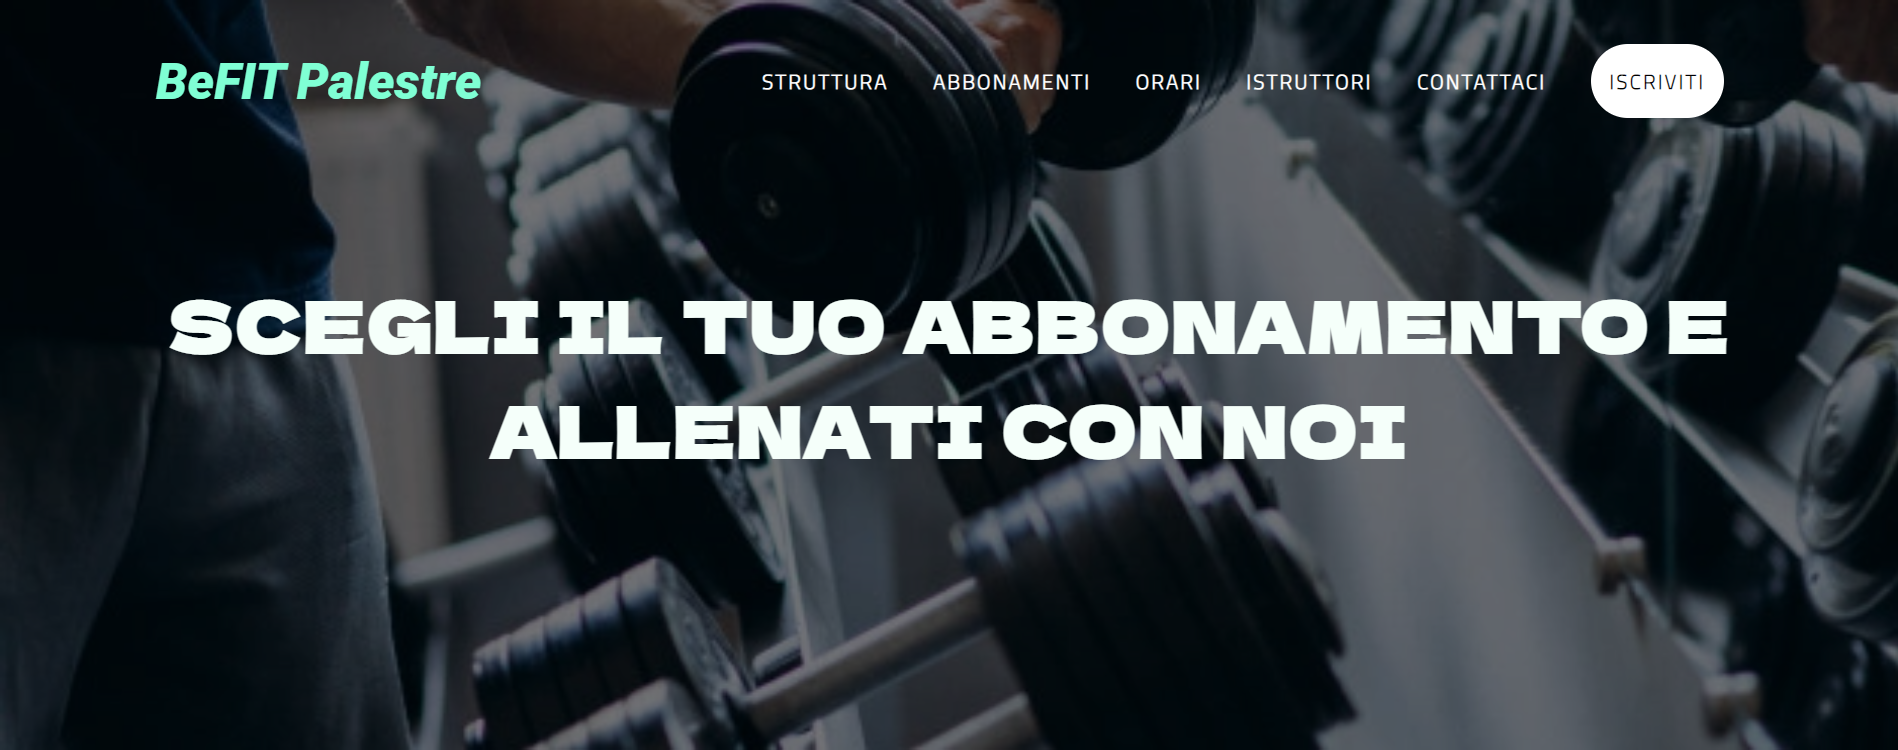 BeFIT Palestre
STRUTTURA ABBONAMENTI ORARI ISTRUTTORI CONTATTACI ISCRIVITI
SCEGLI IL TUO ABBONAMENTO E
ALLENATI CON NOI